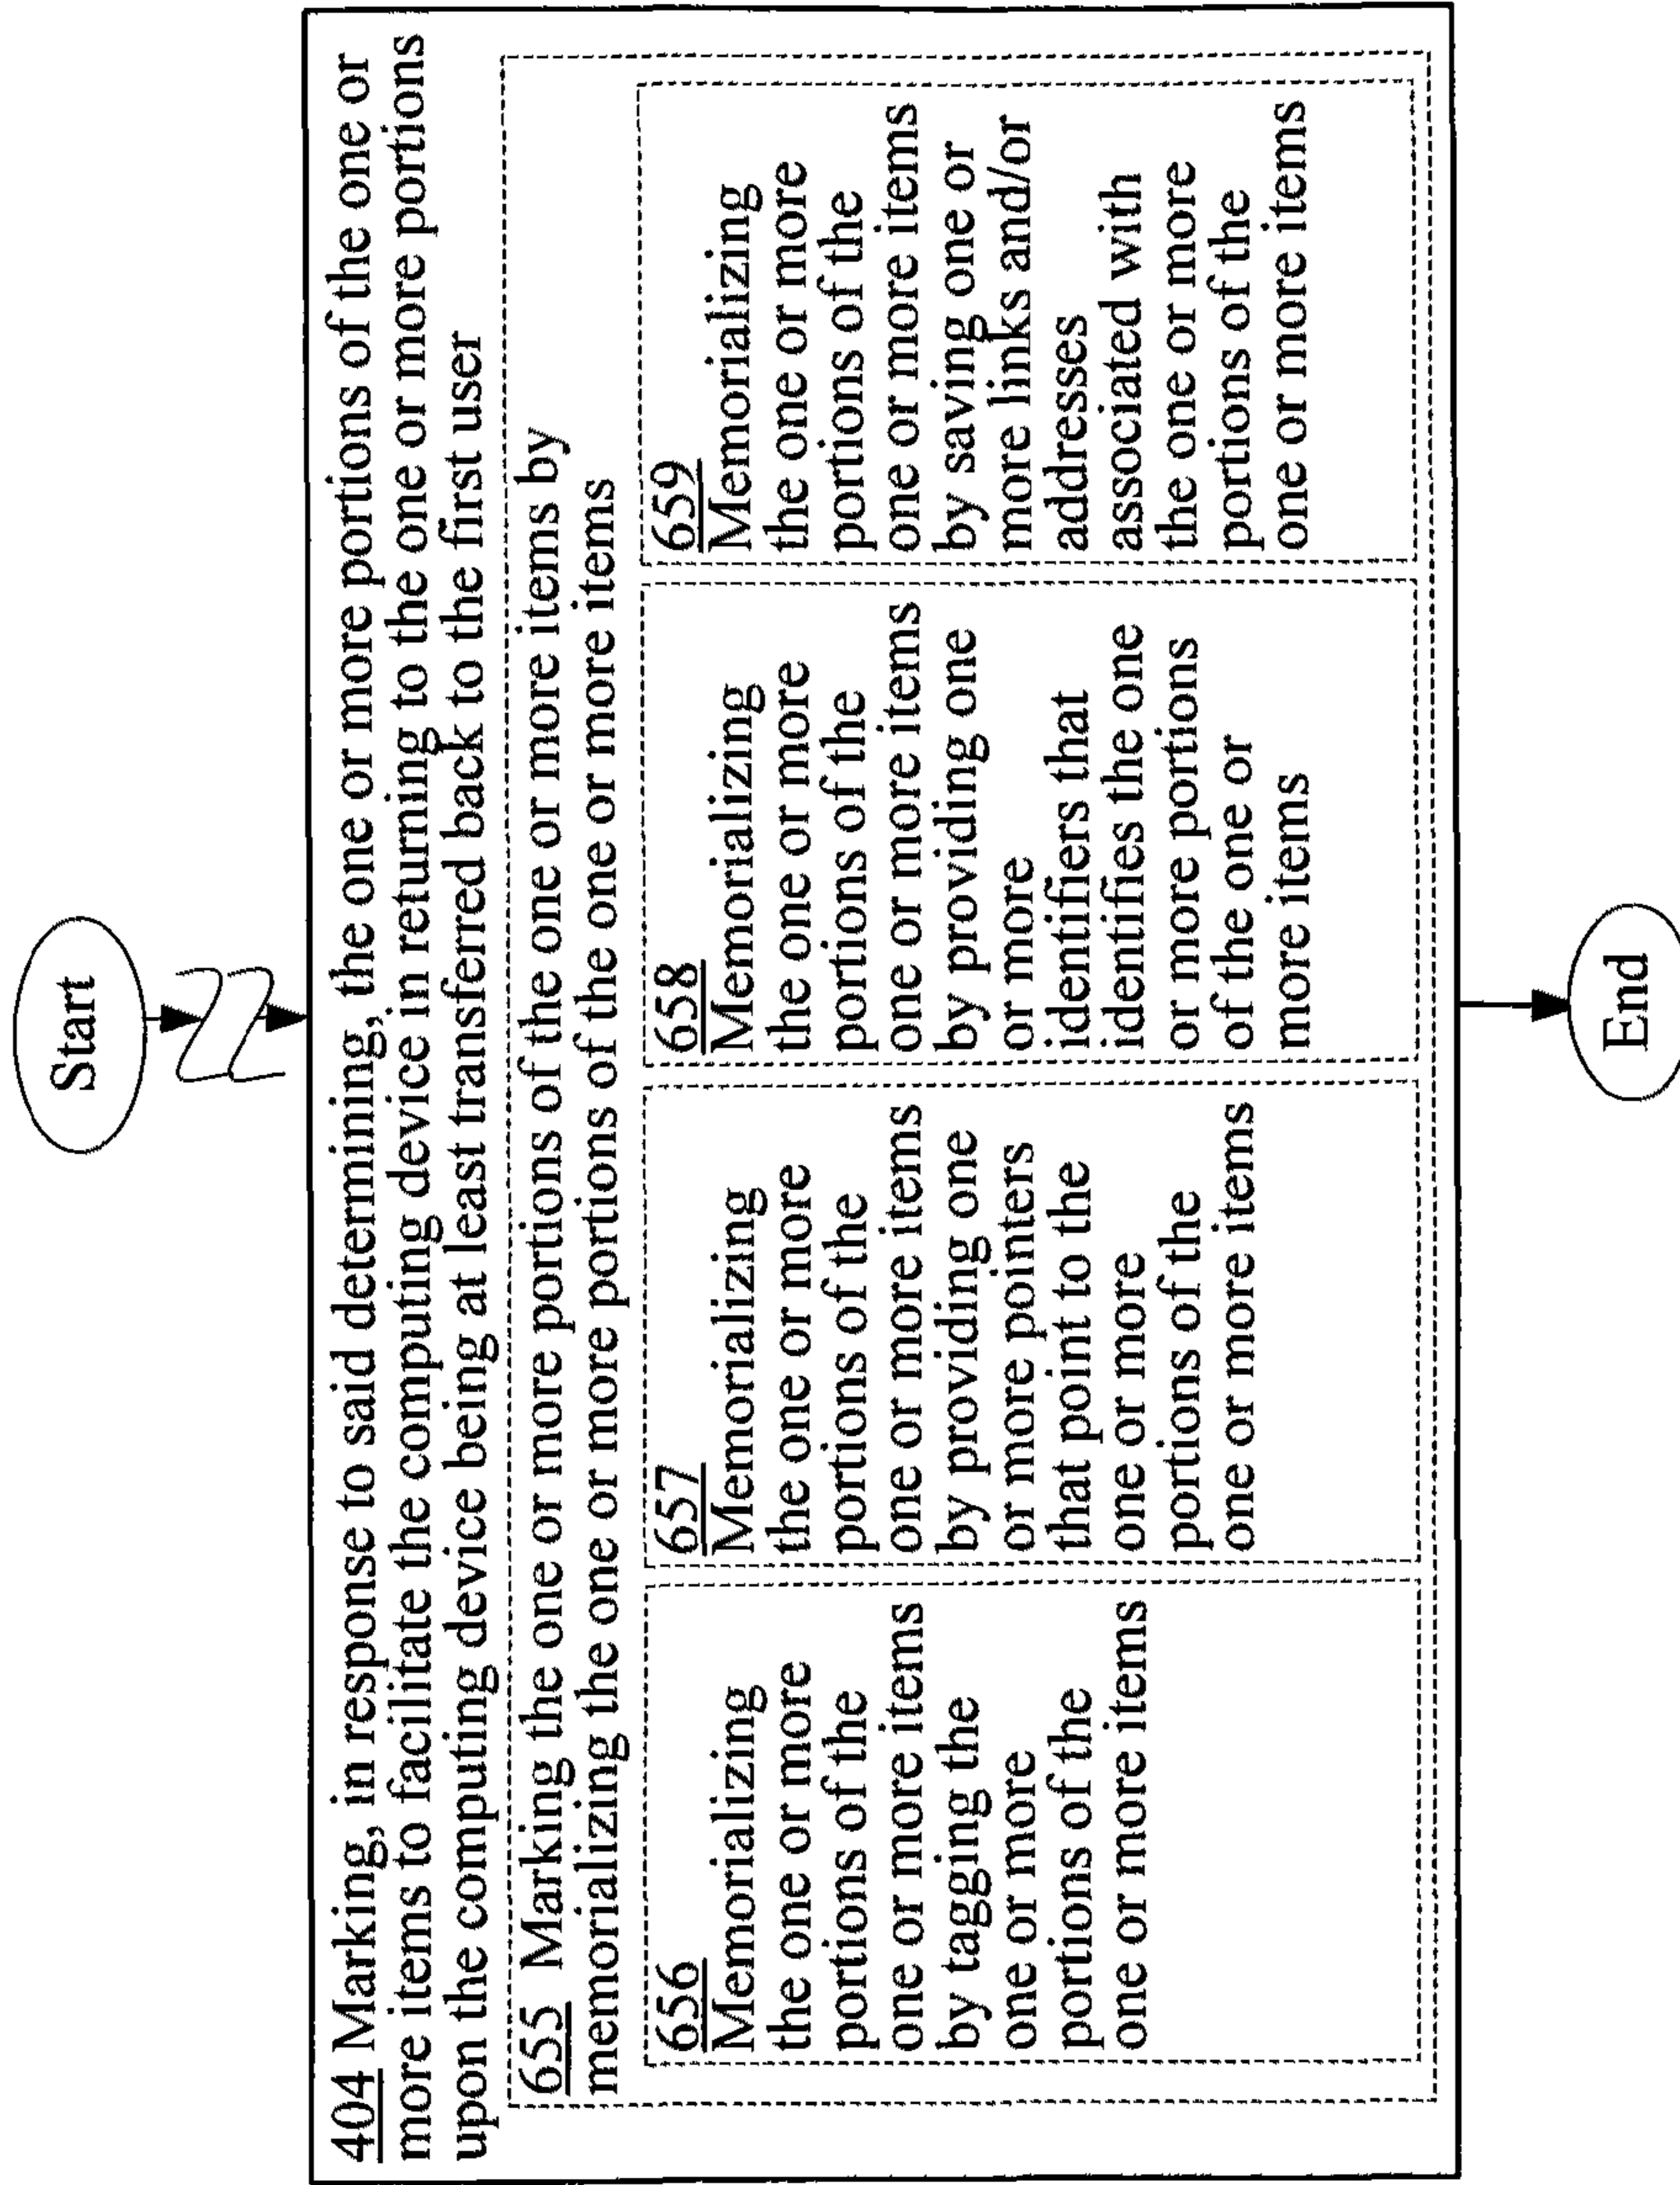 Start
404 Marking, in response to said determining, the one or more portions of the one or
more items to facilitate the computing device in returning to the one or more portions
upon the computing device being at least transferred back to the first user
655 Marking the one or more portions of the one or more items by
memorializing the one or more portions of the one or more items
656
Memorializing
the one or more
portions of the
one or more items
by tagging the
one or more
portions of the
one or more items
657
Memorializing
the one or more
portions of the
one or more items
by providing one
or more pointers
that point to the
one or more
portions of the
one or more items
658
Memorializing
the one or more
portions of the
one or more items
by providing one
or more
identifiers that
identifies the one
or more portions
of the one or
more items
659
Memorializing
the one or more
portions of the
one or more items
by saving one or
more links and/or
addresses
associated with
the one or more
portions of the
one or more items
End